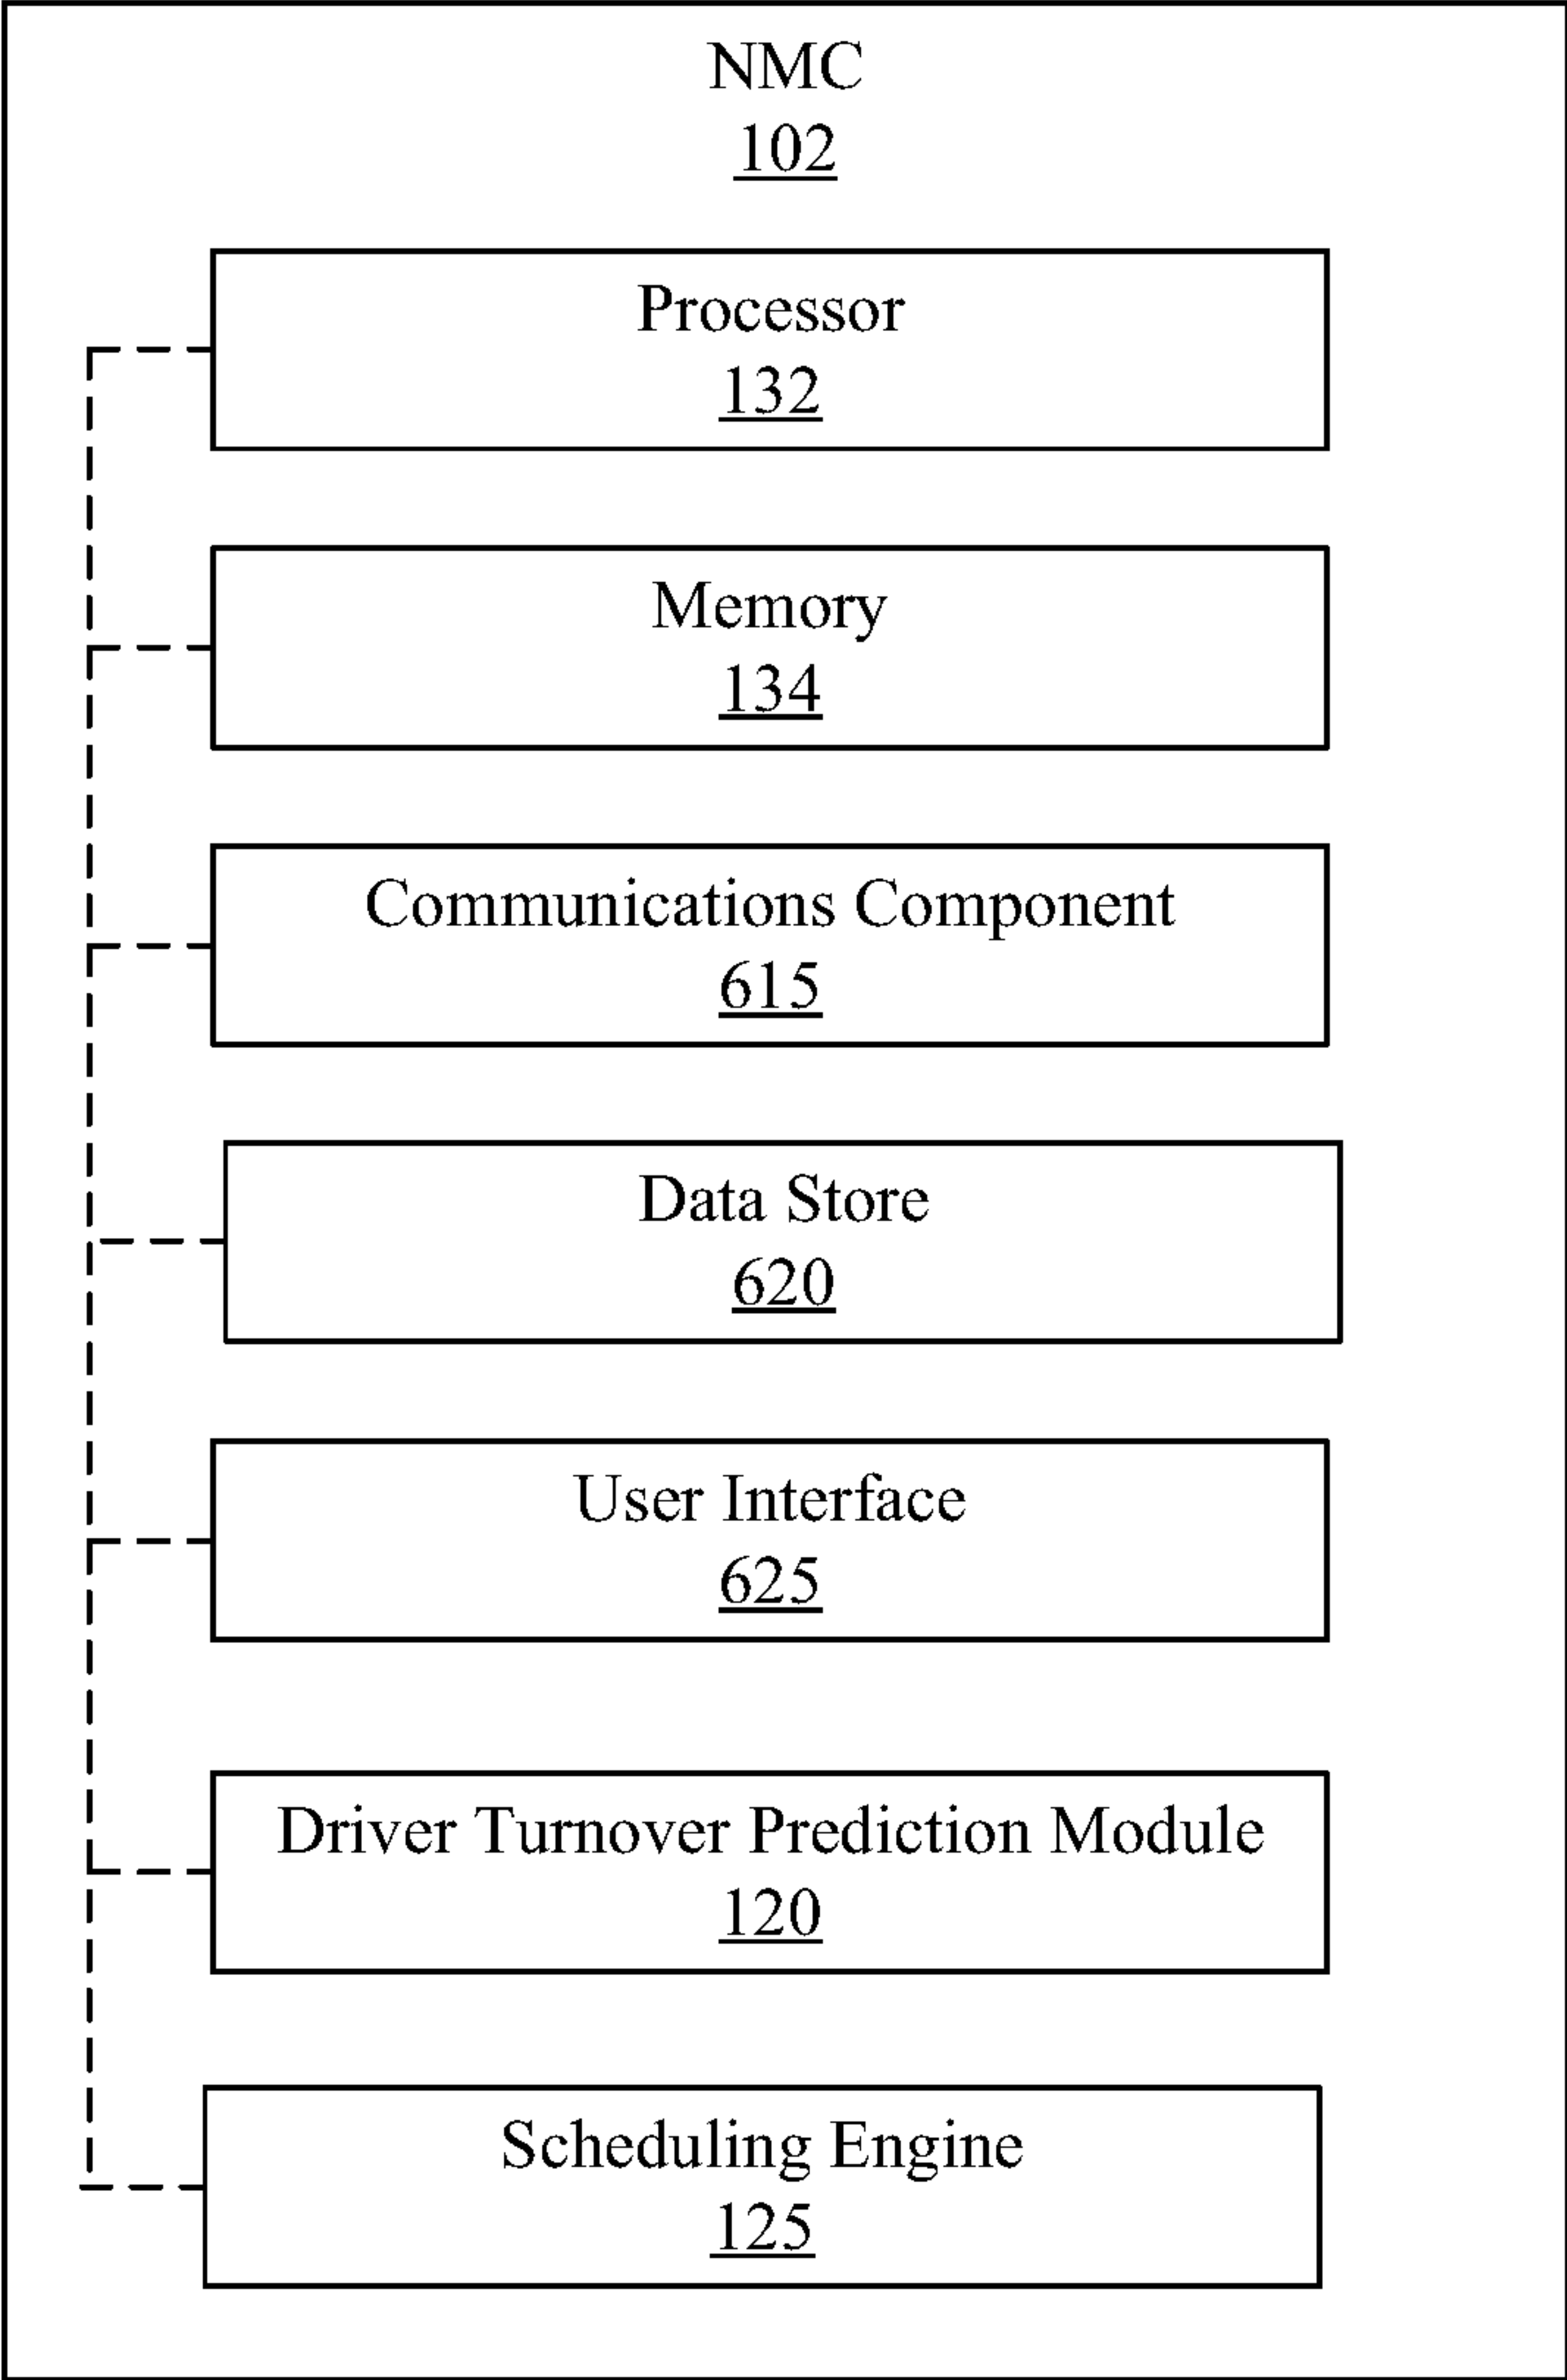 NMC
102
Processor
132
Memory
134
Communications Component
615
Data Store
620
User Interface
625
Driver Turnover Prediction Module
120
Scheduling Engine
125